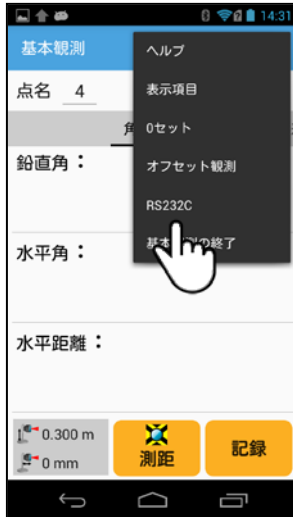 14:31
基本観測
ヘルプ
点名 4
表示項目
角
0セット
鉛直角：
オフセット観測
RS232C
水平角：
基本 測の終了
水平距離：
0.300 m
0 mm
測距
記録